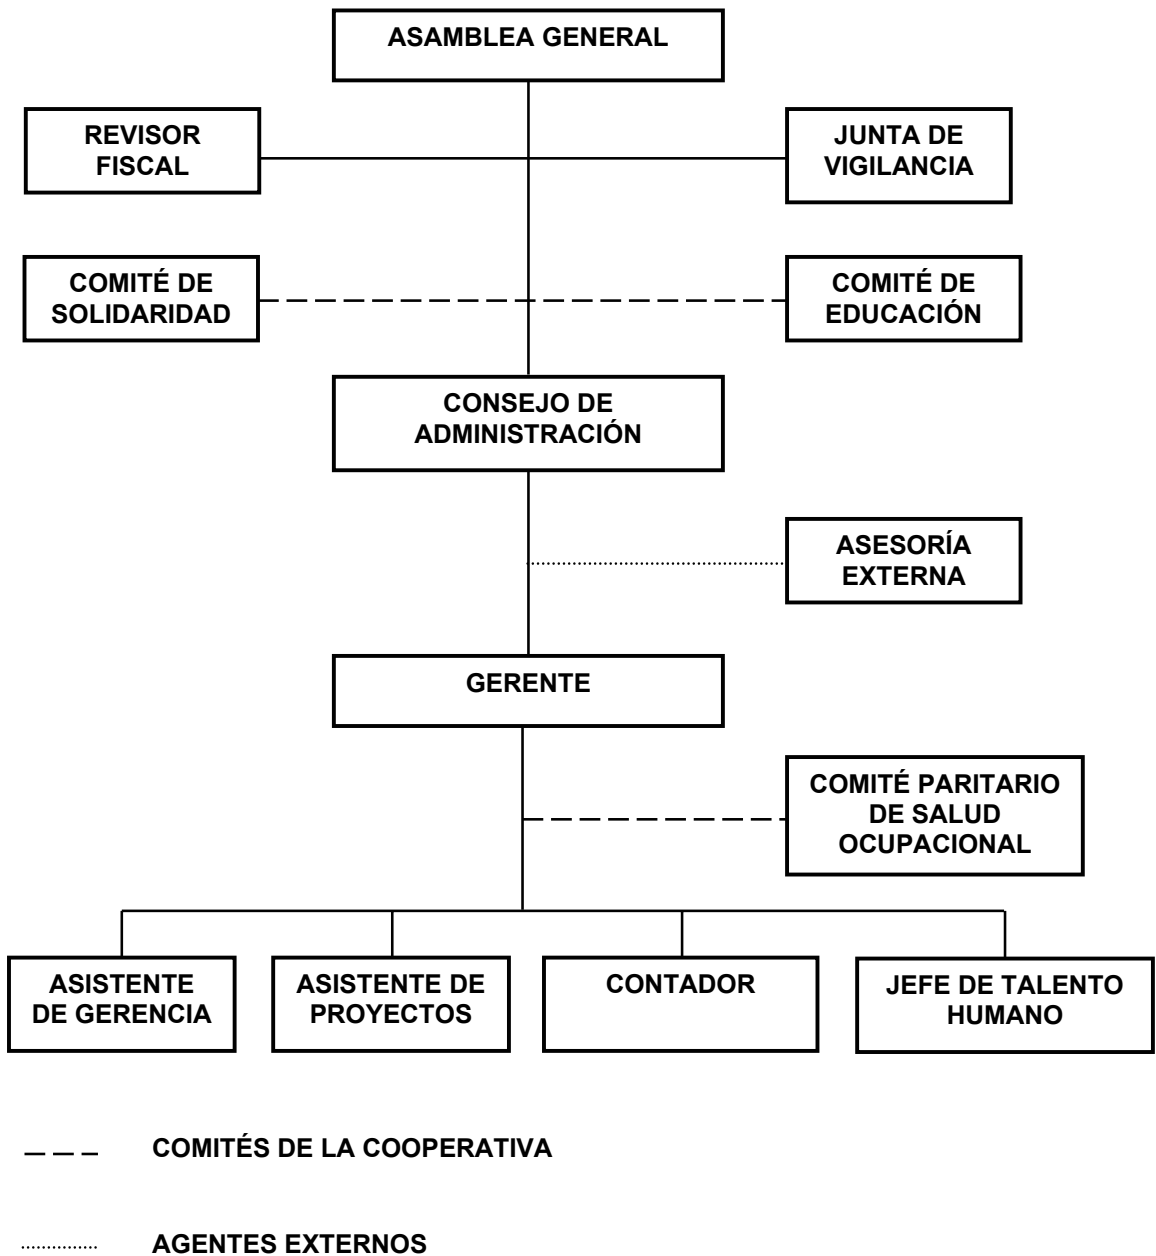 ASAMBLEA GENERAL
REVISOR
FISCAL
JUNTA DE
VIGILANCIA
COMITÉ DE
SOLIDARIDAD
COMITÉ DE
EDUCACIÓN
CONSEJO DE
ADMINISTRACIÓN
ASESORÍA
EXTERNA
GERENTE
COMITÉ PARITARIO
DE SALUD
OCUPACIONAL
ASISTENTE
DE GERENCIA
ASISTENTE DE
PROYECTOS
CONTADOR
JEFE DE TALENTO
HUMANO
COMITÉS DE LA COOPERATIVA
AGENTES EXTERNOS